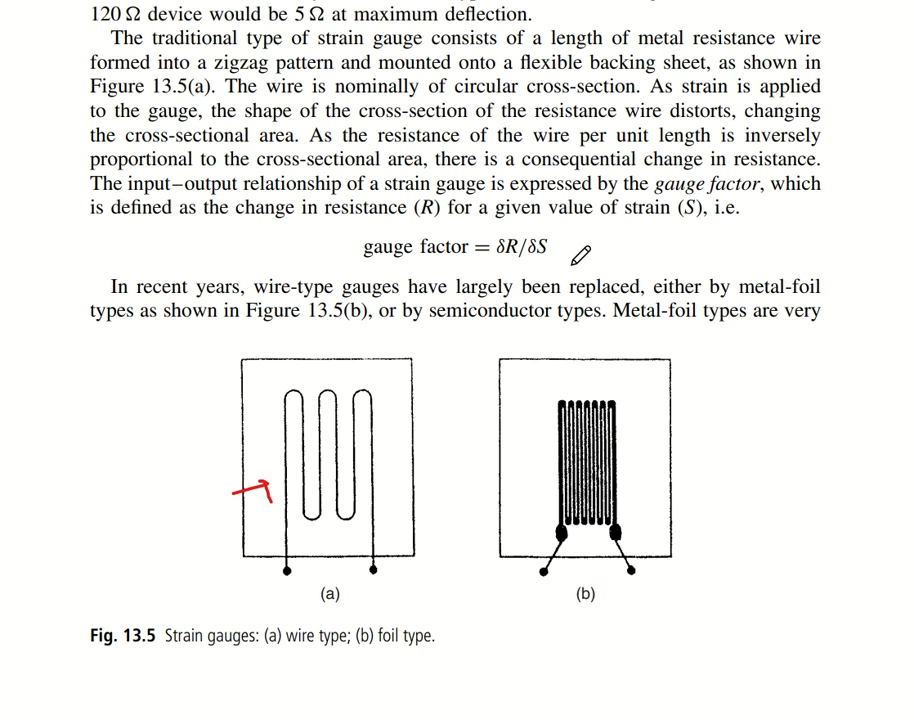 120 Ω device would be 5 Ω at maximum deflection.
The traditional type of strain gauge consists of a length of metal resistance wire
formed into a zigzag pattern and mounted onto a flexible backing sheet, as shown in
Figure 13.5(a). The wire is nominally of circular cross-section. As strain is applied
to the gauge, the shape of the cross-section of the resistance wire distorts, changing
the cross-sectional area. As the resistance of the wire per unit length is inversely
proportional to the cross-sectional area, there is a consequential change in resistance.
The input–output relationship of a strain gauge is expressed by the gauge factor, which
is defined as the change in resistance (R) for a given value of strain (S), i.e.
gauge factor = δR/δS
In recent years, wire-type gauges have largely been replaced, either by metal-foil
types as shown in Figure 13.5(b), or by semiconductor types. Metal-foil types are very
(a)
(b)
Fig. 13.5 Strain gauges: (a) wire type; (b) foil type.